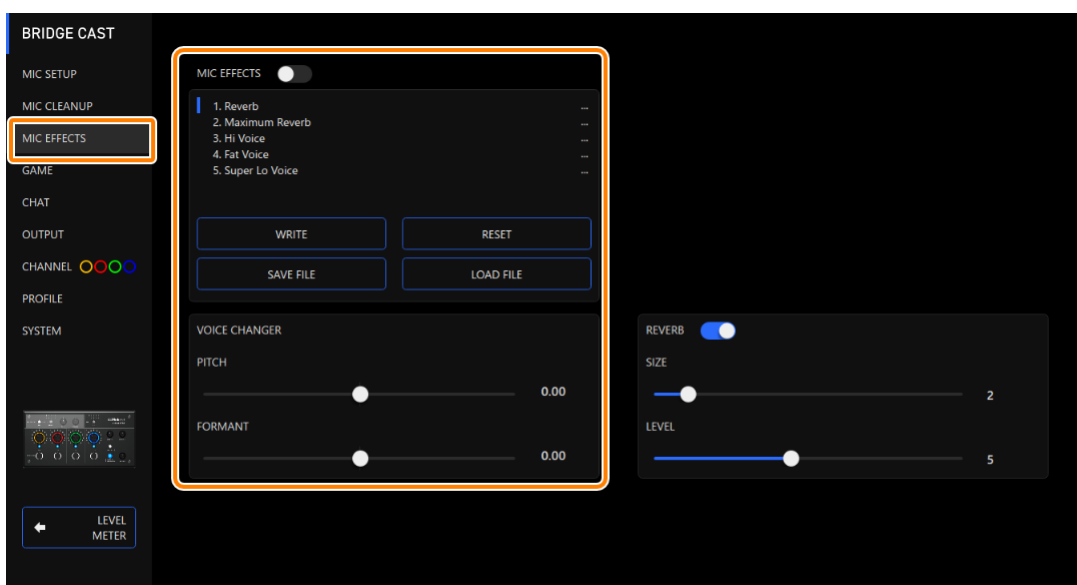 BRIDGE CAST
MIC SETUP
MIC CLEANUP
MIC EFFECTS
GAME
CHAT
OUTPUT
CHANNEL
PROFILE
SYSTEM
LEVEL
METER
MIC EFFECTS
1. Reverb ...
2. Maximum Reverb ...
3. Hi Voice ...
4. Fat Voice ...
5. Super Lo Voice ...
WRITE RESET
SAVE FILE LOAD FILE
VOICE CHANGER
PITCH
0.00
FORMANT
0.00
REVERB
SIZE
2
LEVEL
5